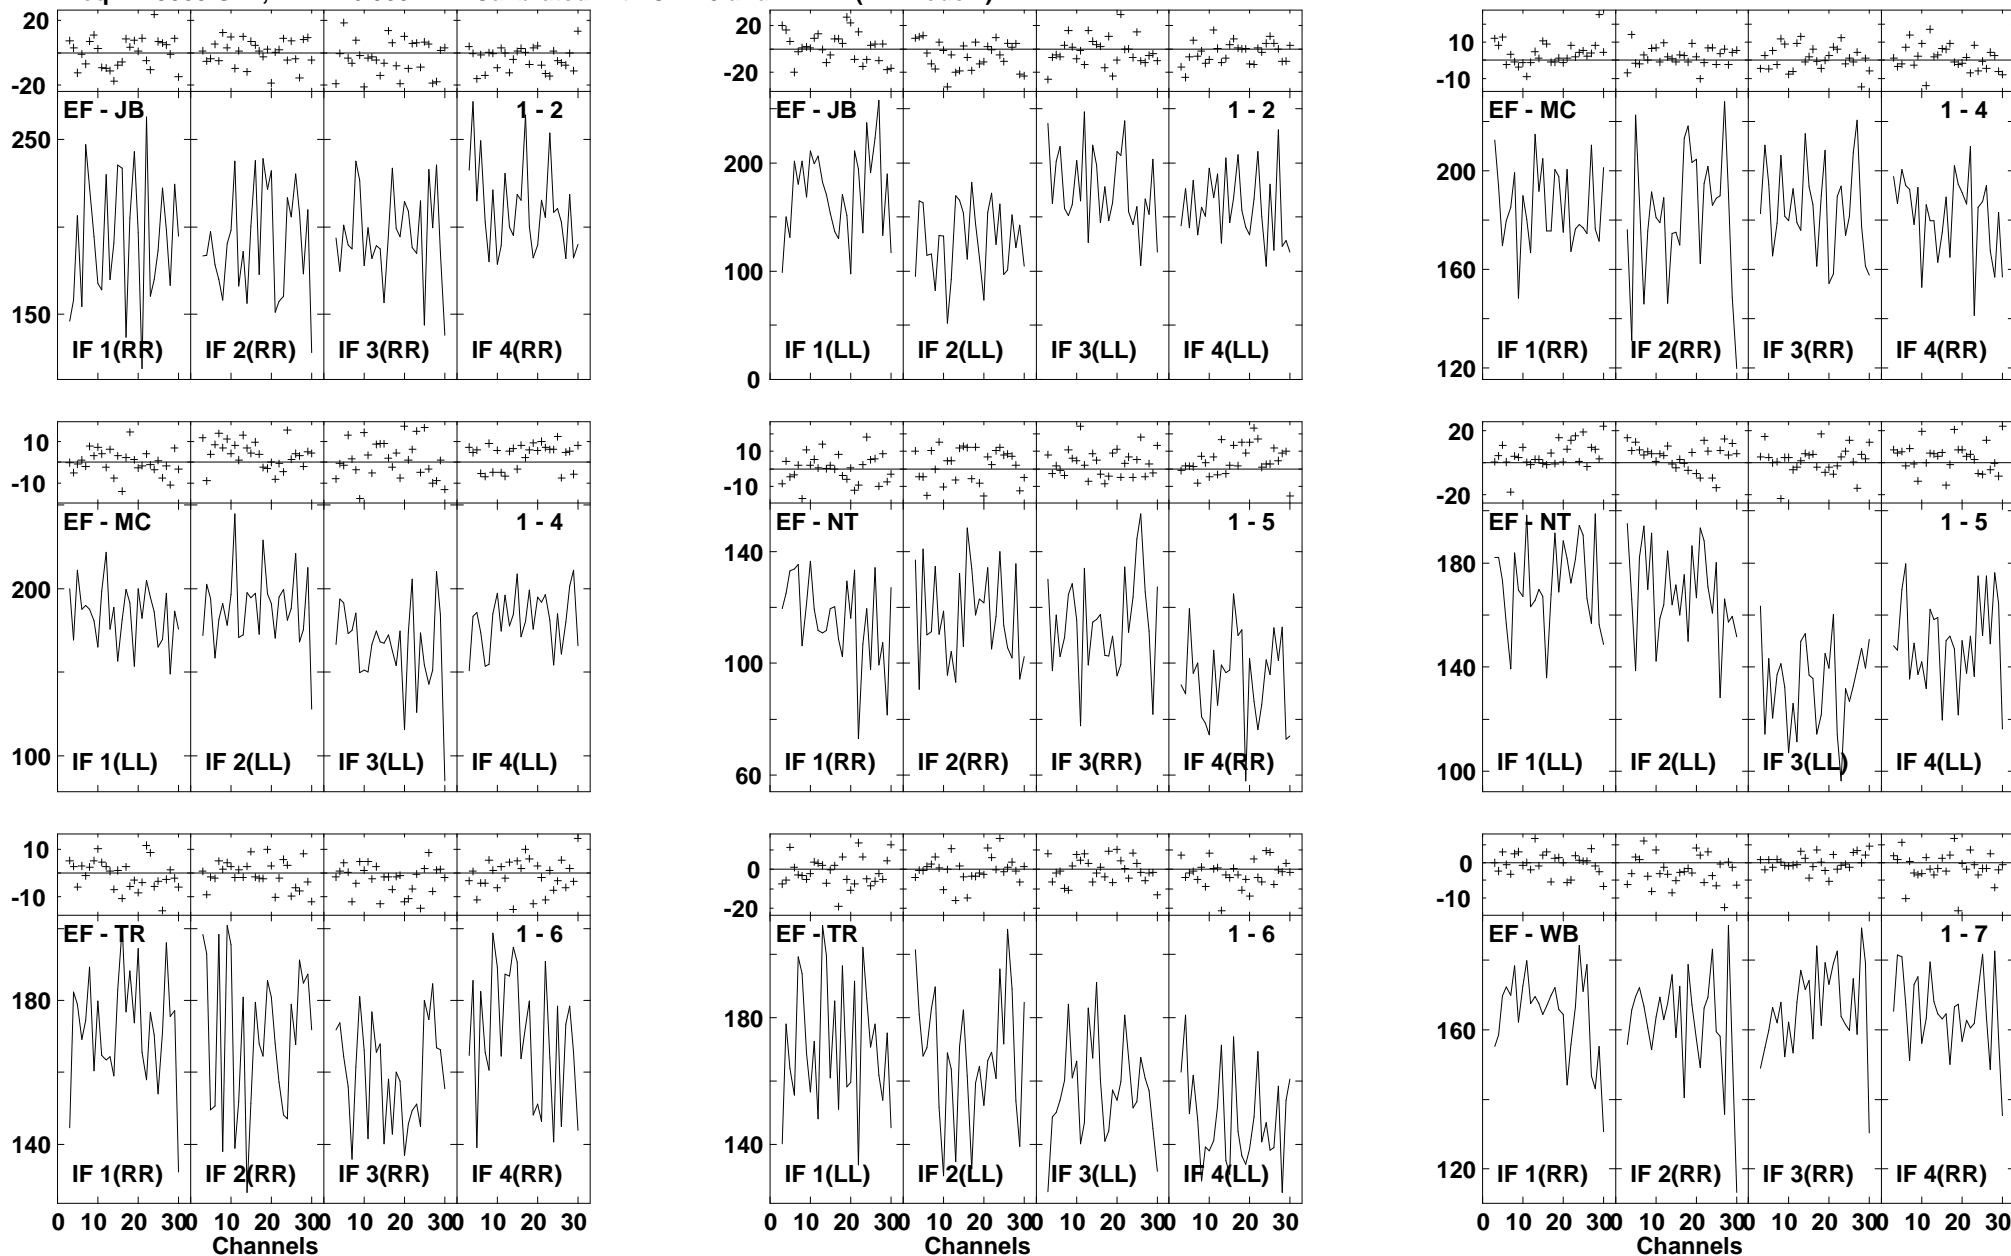 20
-20
EF - JB 1 - 2
250
150
IF 1(RR) IF 2(RR) IF 3(RR) IF 4(RR)
20
-20
EF - JB 1 - 2
200
100
0
IF 1(LL) IF 2(LL) IF 3(LL) IF 4(LL)
10
-10
EF - MC 1 - 4
200
160
120
IF 1(RR) IF 2(RR) IF 3(RR) IF 4(RR)
10
-10
EF - MC 1 - 4
200
100
IF 1(LL) IF 2(LL) IF 3(LL) IF 4(LL)
10
-10
EF - NT 1 - 5
140
100
60
IF 1(RR) IF 2(RR) IF 3(RR) IF 4(RR)
20
-20
EF - NT 1 - 5
180
140
100
IF 1(LL) IF 2(LL) IF 3(LL) IF 4(LL)
10
-10
EF - TR 1 - 6
180
140
IF 1(RR) IF 2(RR) IF 3(RR) IF 4(RR)
0 10 20 30 0 10 20 30 0 10 20 30 0 10 20 30
Channels
0
-20
EF - TR 1 - 6
180
140
IF 1(LL) IF 2(LL) IF 3(LL) IF 4(LL)
0 10 20 30 0 10 20 30 0 10 20 30 0 10 20 30
Channels
0
-10
EF - WB 1 - 7
160
120
IF 1(RR) IF 2(RR) IF 3(RR) IF 4(RR)
0 10 20 30 0 10 20 30 0 10 20 30 0 10 20 30
Channels